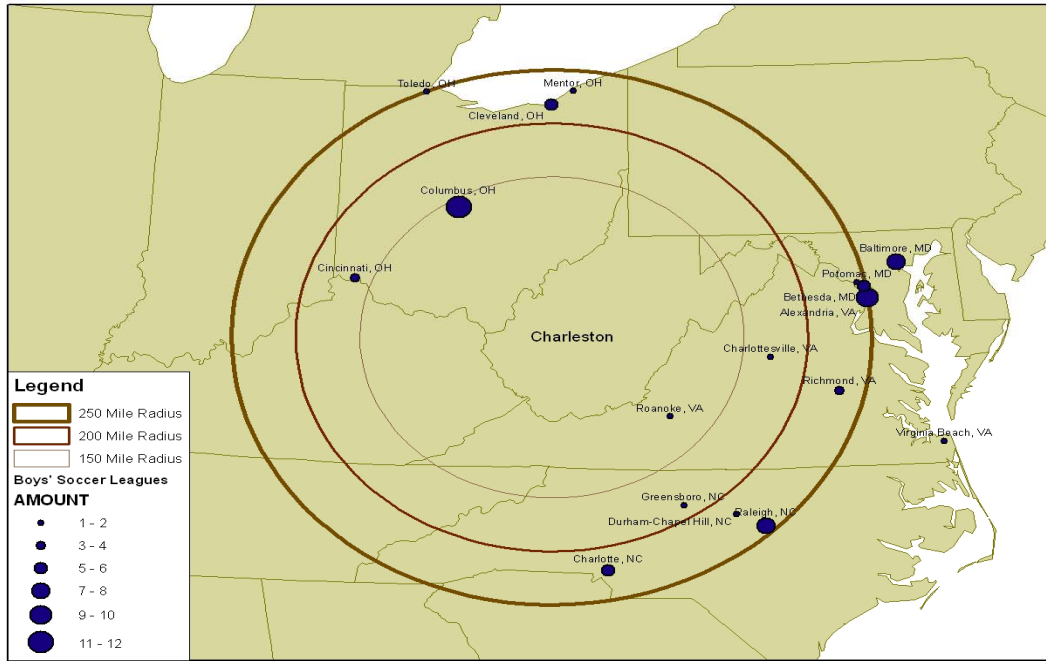 Toledo, OH
Mentor, OH
Cleveland, OH
Columbus, OH
Cincinnati, OH
Baltimore, MD
Potomac, MD
Bethesda, MD
Alexandria, VA
Charleston
Charlottesville, VA
Richmond, VA
Roanoke, VA
Virginia Beach, VA
Greensboro, NC
Durham-Chapel Hill, NC
Raleigh, NC
Charlotte, NC
Legend
250 Mile Radius
200 Mile Radius
150 Mile Radius
Boys' Soccer Leagues
AMOUNT
1 - 2
3 - 4
5 - 6
7 - 8
9 - 10
11 - 12